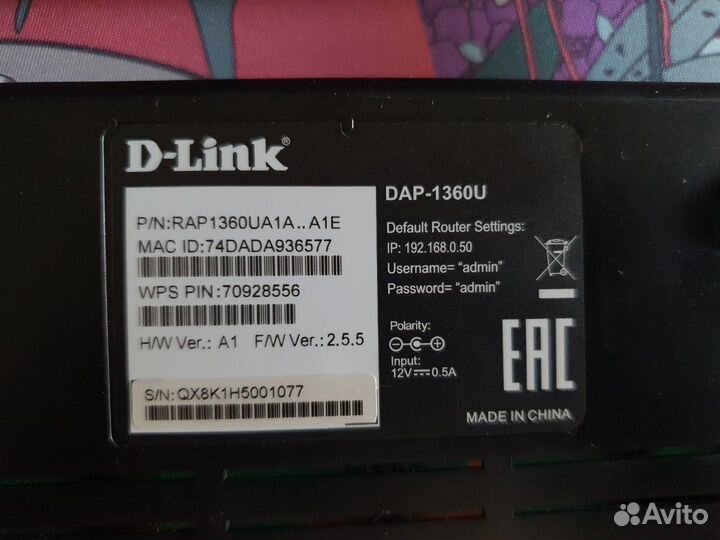 D-Link®
P/N:RAP1360UA1A..A1E
MAC ID:74DADA936577
WPS PIN:70928556
H/W Ver.: A1 F/W Ver.: 2.5.5
S/N:QX8K1H5001077
DAP-1360U
Default Router Settings:
IP: 192.168.0.50
Username= “admin”
Password= “admin”
Polarity:
Input:
12V⎓0.5A
EAC
MADE IN CHINA
Avito